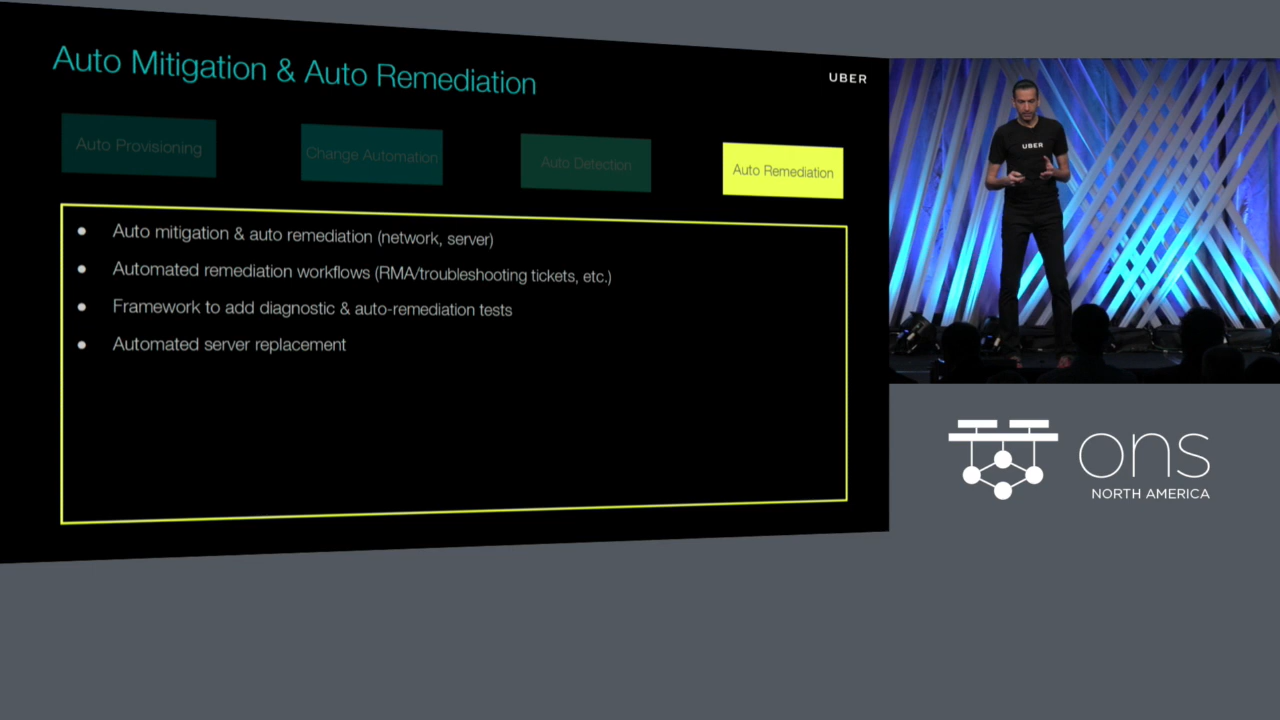 Auto Mitigation & Auto Remediation
UBER
Auto Provisioning
Change Automation
Auto Detection
Auto Remediation
● Auto mitigation & auto remediation (network, server)
● Automated remediation workflows (RMA/troubleshooting tickets, etc.)
● Framework to add diagnostic & auto-remediation tests
● Automated server replacement
UBER
ons
NORTH AMERICA